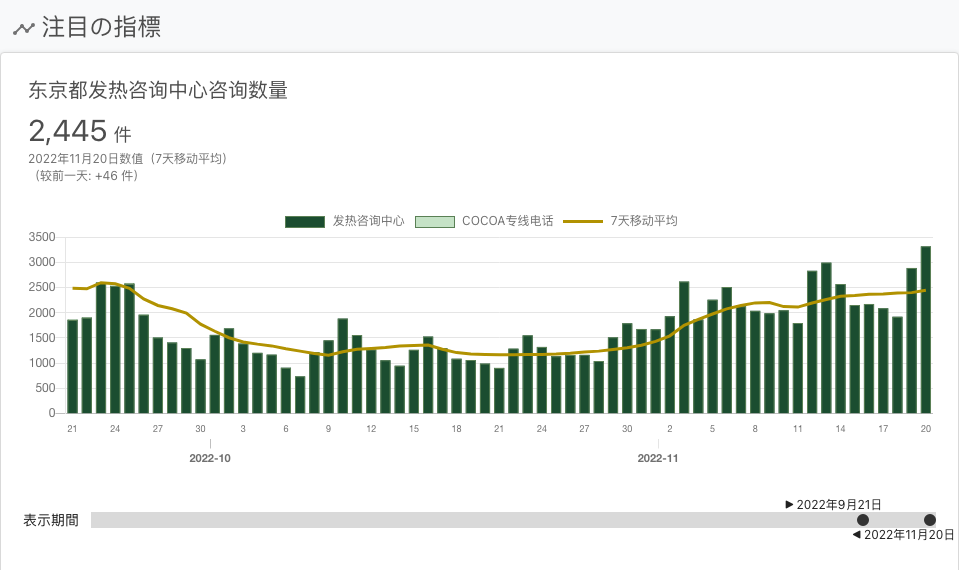 注目の指標
东京都发热咨询中心咨询数量
2,445 件
2022年11月20日数值（7天移动平均）
（较前一天: +46 件）
发热咨询中心 COCOA专线电话 7天移动平均
3500
3000
2500
2000
1500
1000
500
0
21 24 27 30 3 6 9 12 15 18 21 24 27 30 2 5 8 11 14 17 20
2022-10 2022-11
2022年9月21日
表示期間
2022年11月20日